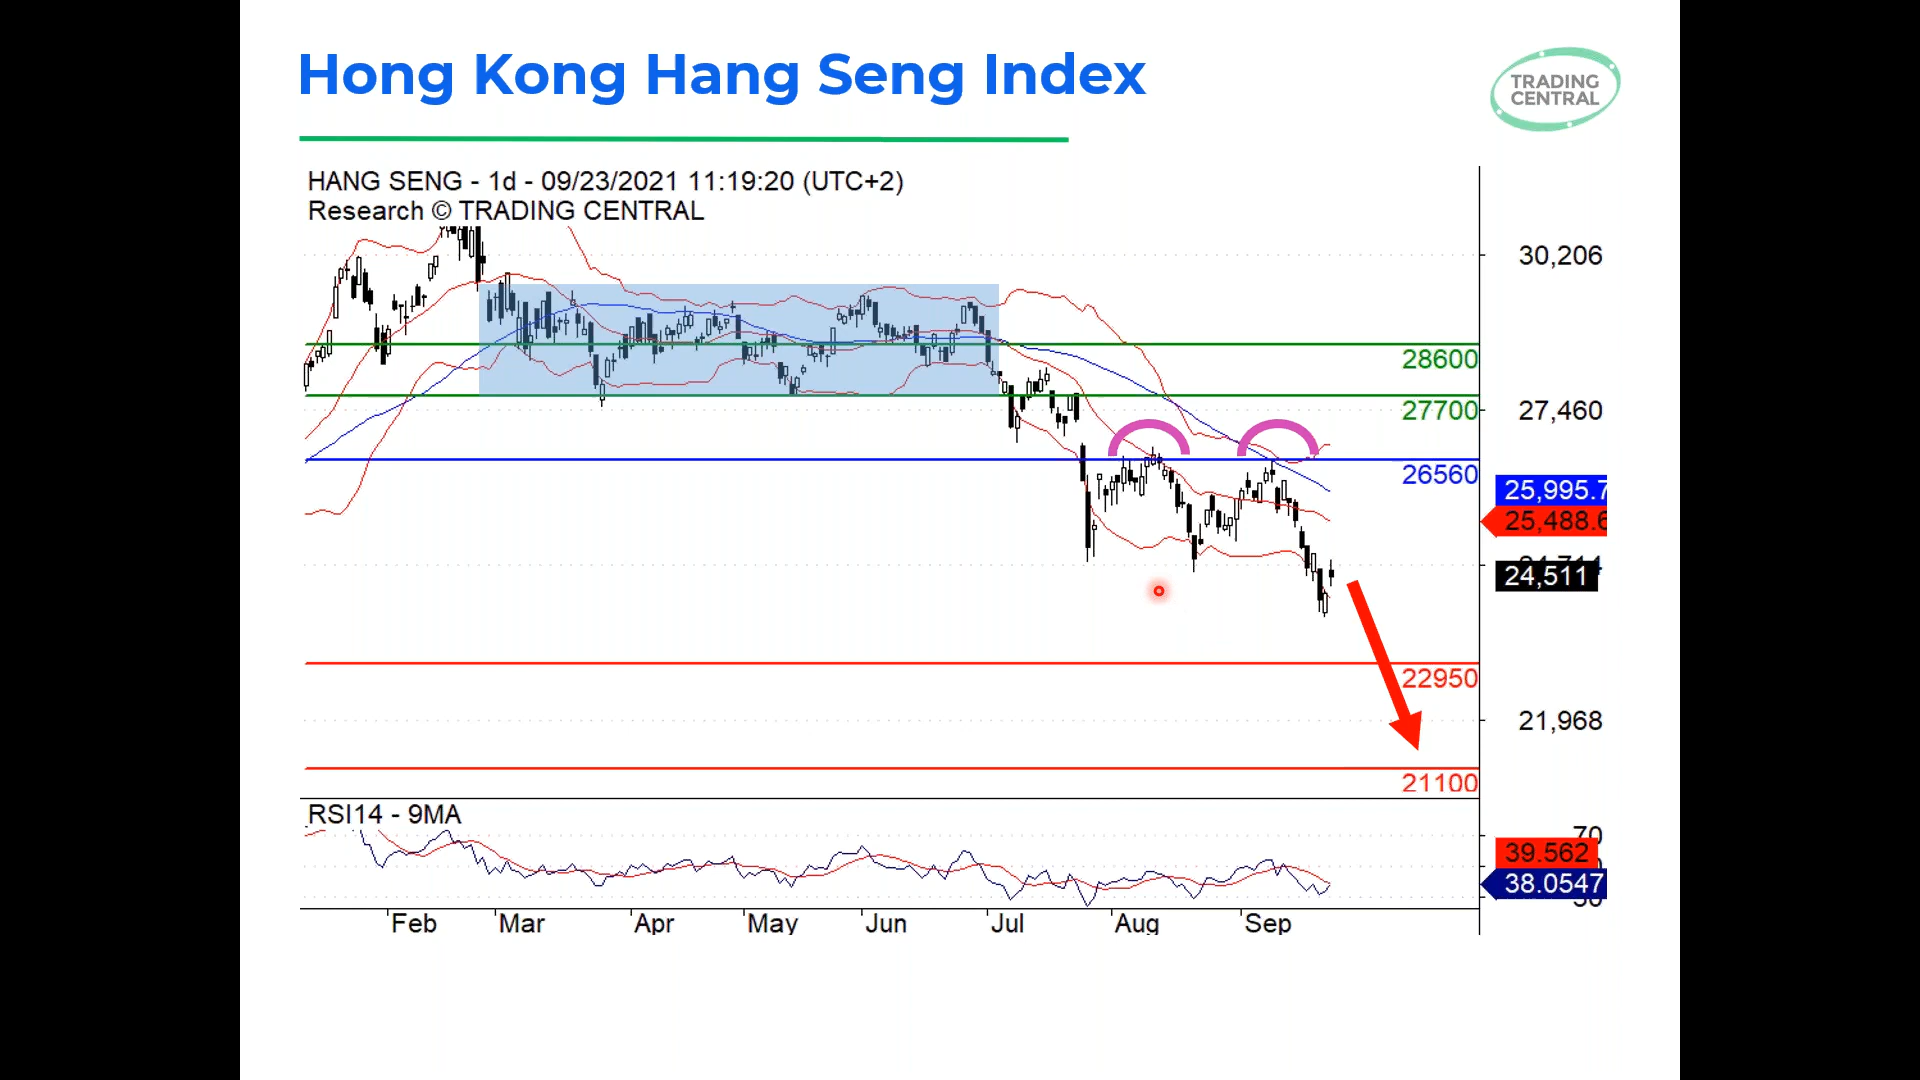 Hong Kong Hang Seng Index
TRADING
CENTRAL
HANG SENG - 1d - 09/23/2021 11:19:20 (UTC+2)
Research © TRADING CENTRAL
30,206
28600
27,460
27700
26560
25,995.7
25,488.6
24,511
22950
21,968
21100
RSI14 - 9MA
70
39.562
38.0547
Feb Mar Apr May Jun Jul Aug Sep